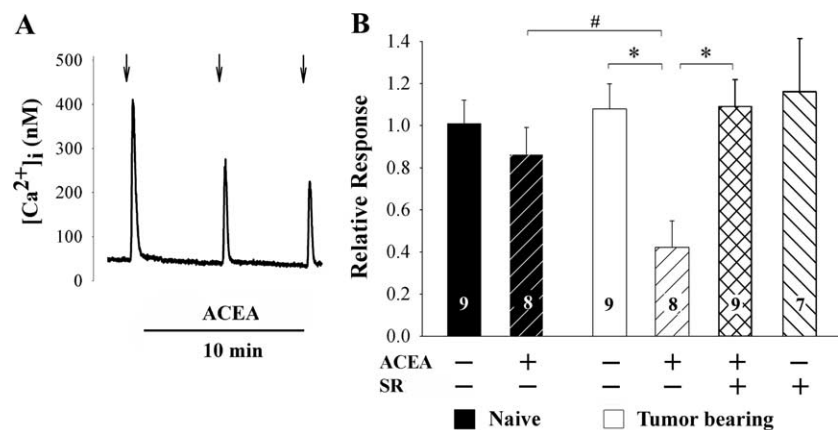 A
[Ca2+]i (nM)
500
400
300
200
100
0
ACEA
10 min
B
Relative Response
1.4
1.2
1.0
0.8
0.6
0.4
0.2
0.0
#
* *
9 8 9 8 9 7
ACEA − + − + + −
SR − − − − + +
Naive Tumor bearing